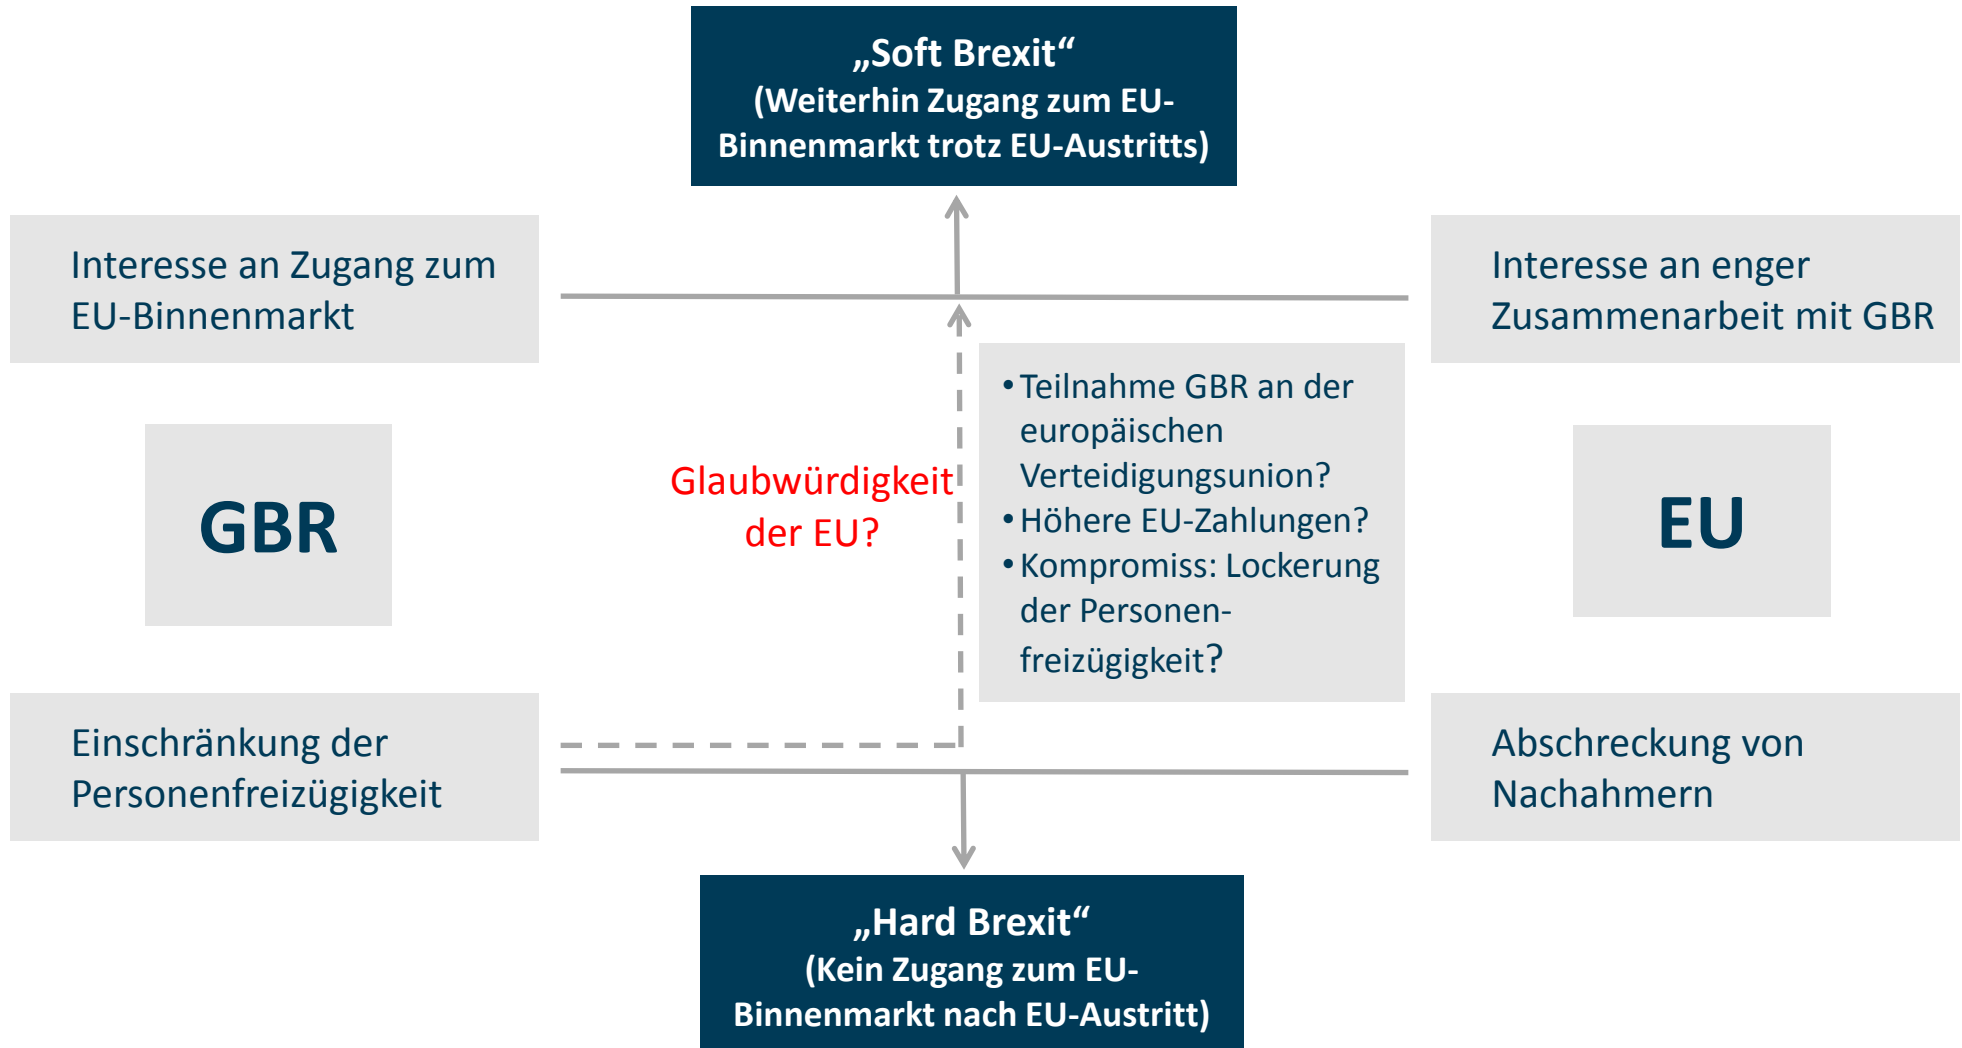 „Soft Brexit“
(Weiterhin Zugang zum EU-
Binnenmarkt trotz EU-Austritts)
Interesse an Zugang zum
EU-Binnenmarkt
Interesse an enger
Zusammenarbeit mit GBR
GBR
Glaubwürdigkeit
der EU?
• Teilnahme GBR an der
europäischen
Verteidigungsunion?
• Höhere EU-Zahlungen?
• Kompromiss: Lockerung
der Personen-
freizügigkeit?
EU
Einschränkung der
Personenfreizügigkeit
Abschreckung von
Nachahmern
„Hard Brexit“
(Kein Zugang zum EU-
Binnenmarkt nach EU-Austritt)